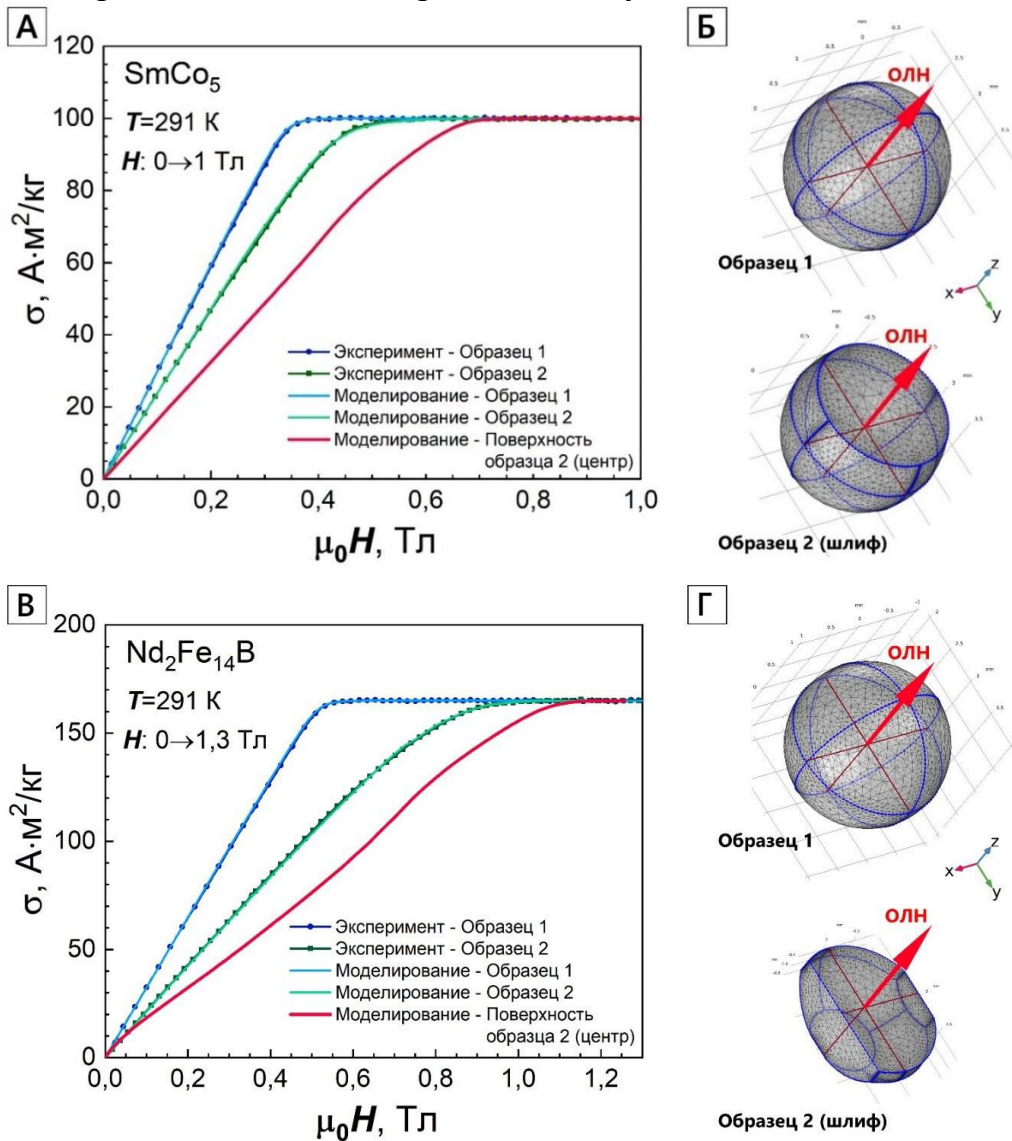 А
SmCo5
T=291 К
H: 0→1 Тл
σ, А·м²/кг
120
100
80
60
40
20
0
0,0 0,2 0,4 0,6 0,8 1,0
μ₀H, Тл
Эксперимент - Образец 1
Эксперимент - Образец 2
Моделирование - Образец 1
Моделирование - Образец 2
Моделирование - Поверхность
образца 2 (центр)
Б
ОЛН
Образец 1
x y z
ОЛН
Образец 2 (шлиф)
В
Nd2Fe14B
T=291 К
H: 0→1,3 Тл
σ, А·м²/кг
200
150
100
50
0
0,0 0,2 0,4 0,6 0,8 1,0 1,2
μ₀H, Тл
Эксперимент - Образец 1
Эксперимент - Образец 2
Моделирование - Образец 1
Моделирование - Образец 2
Моделирование - Поверхность
образца 2 (центр)
Г
ОЛН
Образец 1
x y z
ОЛН
Образец 2 (шлиф)